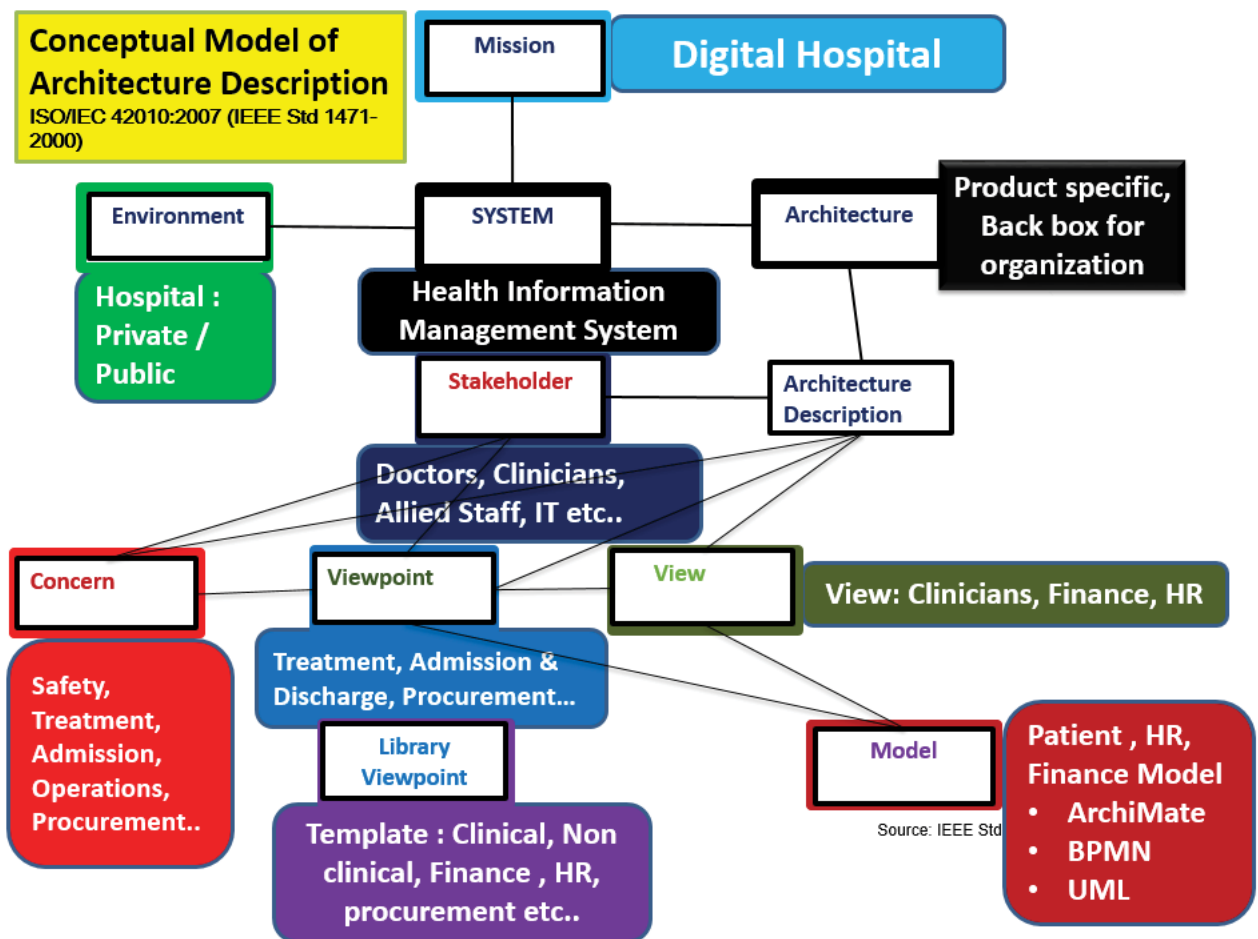 Conceptual Model of
Architecture Description
ISO/IEC 42010:2007 (IEEE Std 1471-
2000)
Mission
Digital Hospital
Environment
SYSTEM
Architecture
Product specific,
Back box for
organization
Hospital :
Private /
Public
Health Information
Management System
Stakeholder
Architecture
Description
Doctors, Clinicians,
Allied Staff, IT etc..
Concern
Viewpoint
View
View: Clinicians, Finance, HR
Safety,
Treatment,
Admission,
Operations,
Procurement..
Treatment, Admission &
Discharge, Procurement...
Library
Viewpoint
Model
Patient , HR,
Finance Model
• ArchiMate
• BPMN
• UML
Source: IEEE Std
Template : Clinical, Non
clinical, Finance , HR,
procurement etc..